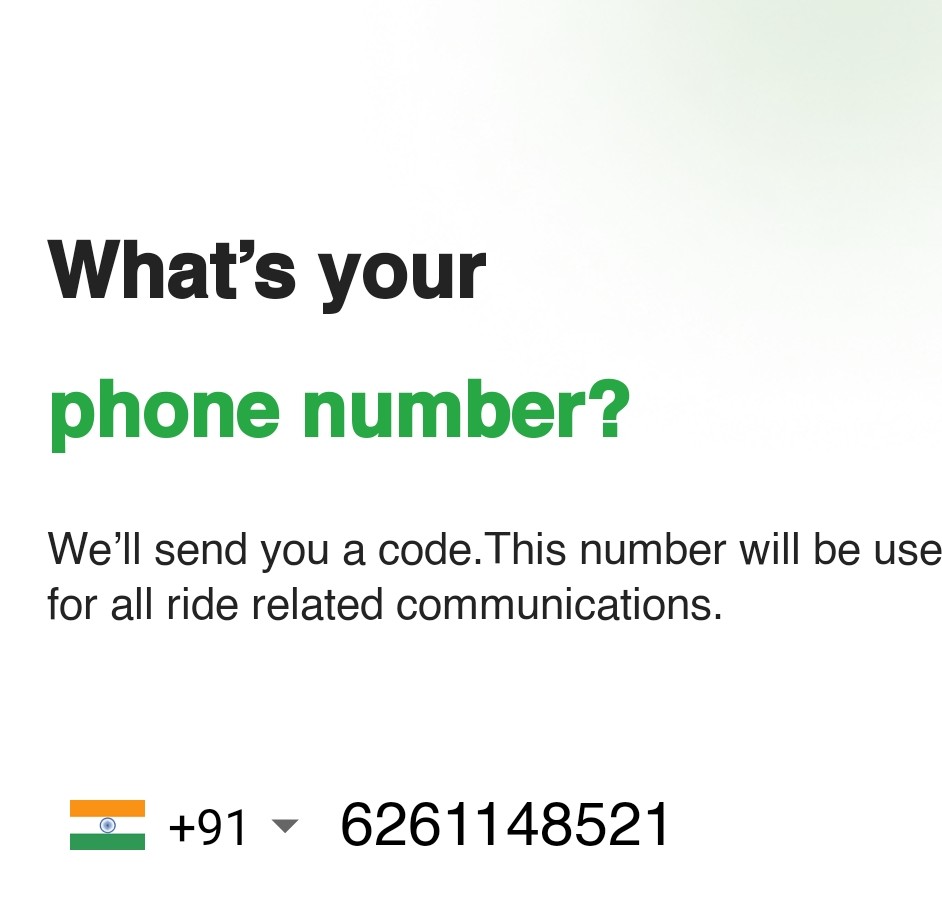 What’s your
phone number?
We’ll send you a code.This number will be use
for all ride related communications.
+91 6261148521